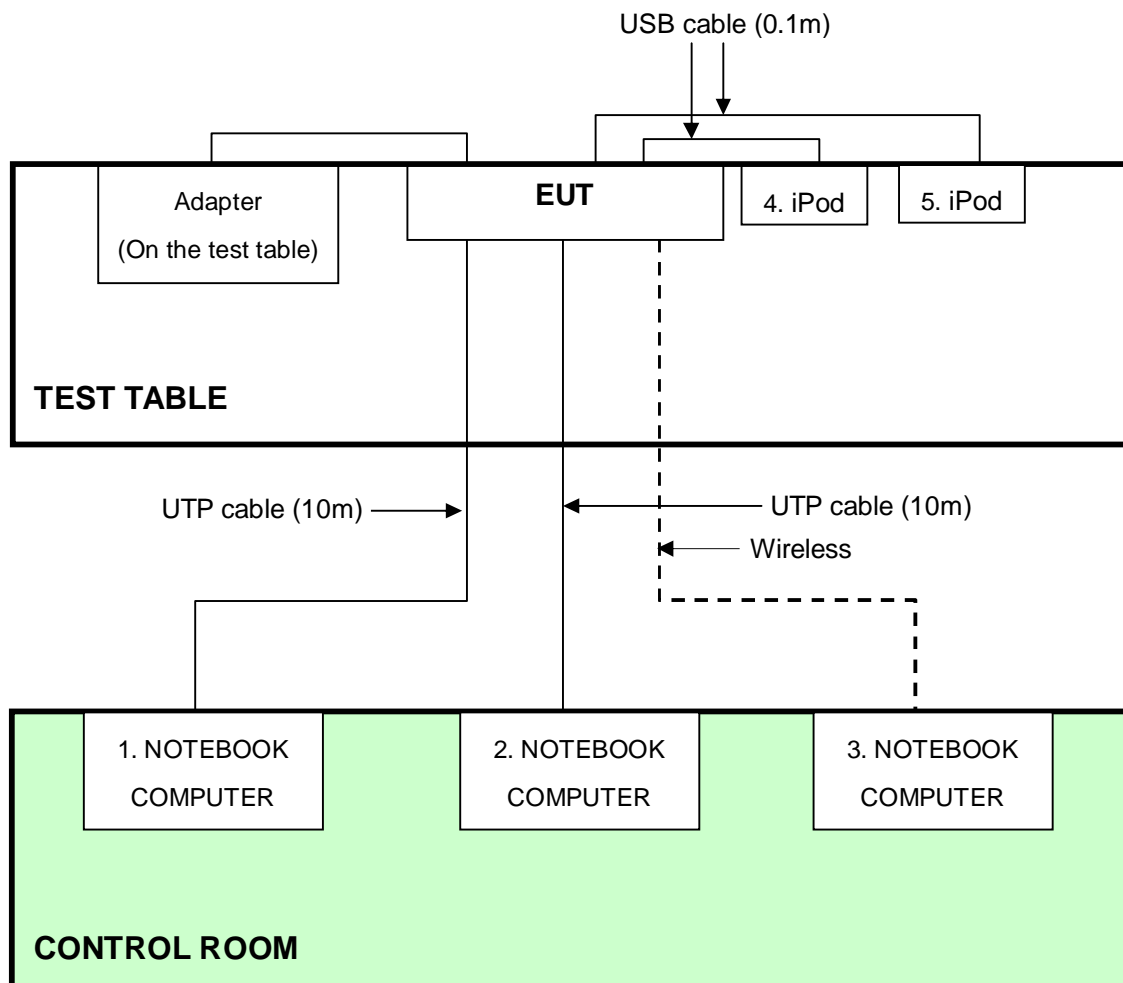 USB cable (0.1m)
Adapter
(On the test table)
EUT
4. iPod
5. iPod
TEST TABLE
UTP cable (10m)
UTP cable (10m)
Wireless
1. NOTEBOOK
COMPUTER
2. NOTEBOOK
COMPUTER
3. NOTEBOOK
COMPUTER
CONTROL ROOM